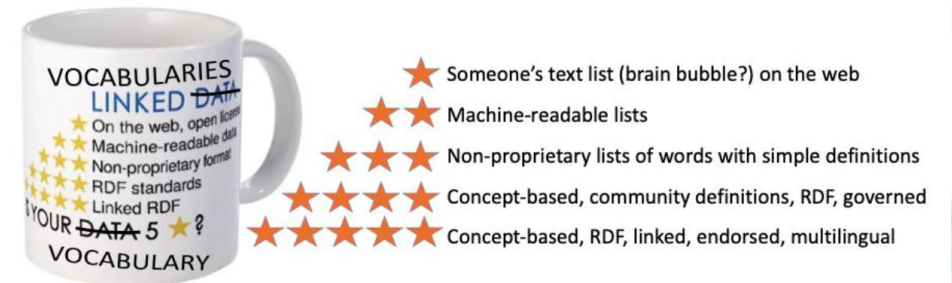 VOCABULARIES
LINKED DATA
On the web, open license
Machine-readable data
Non-proprietary format
RDF standards
Linked RDF
YOUR DATA 5 ?
VOCABULARY
Someone's text list (brain bubble?) on the web
Machine-readable lists
Non-proprietary lists of words with simple definitions
Concept-based, community definitions, RDF, governed
Concept-based, RDF, linked, endorsed, multilingual